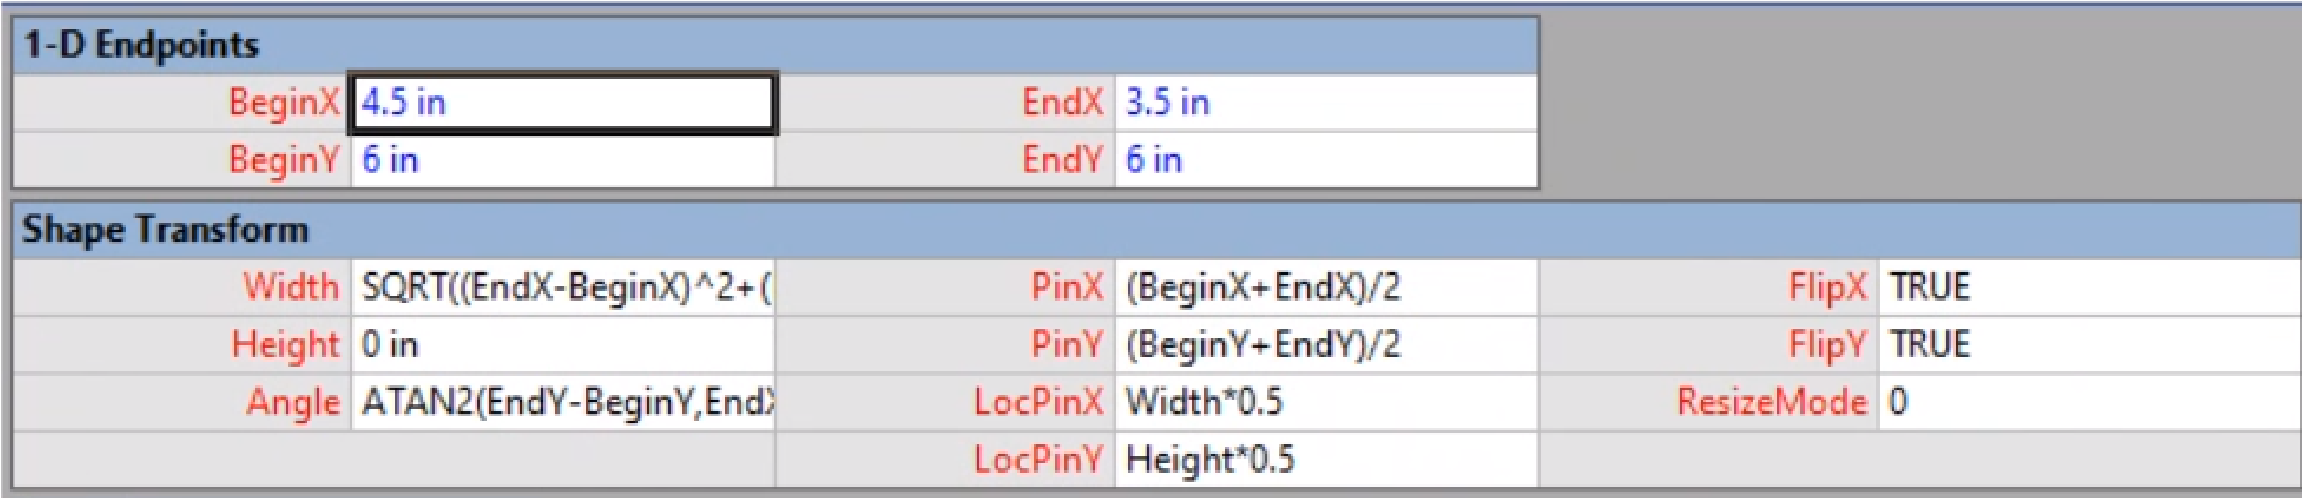 1-D Endpoints
BeginX 4.5 in EndX 3.5 in
BeginY 6 in EndY 6 in
Shape Transform
Width SQRT((EndX-BeginX)^2+( PinX (BeginX+EndX)/2 FlipX TRUE
Height 0 in PinY (BeginY+EndY)/2 FlipY TRUE
Angle ATAN2(EndY-BeginY,EndX LocPinX Width*0.5 ResizeMode 0
LocPinY Height*0.5